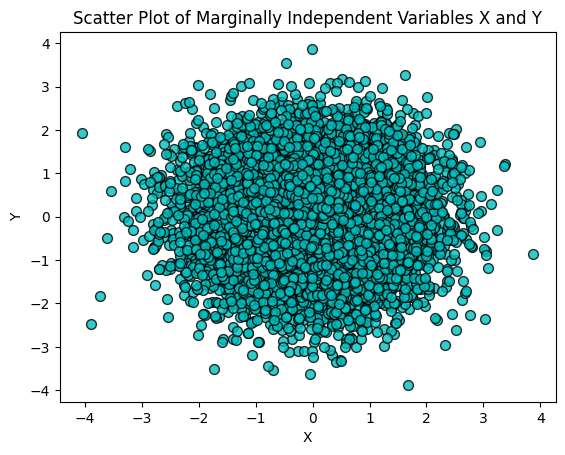 Scatter Plot of Marginally Independent Variables X and Y
4
3
2
1
0
−1
−2
−3
−4
Y
−4 −3 −2 −1 0 1 2 3 4
X